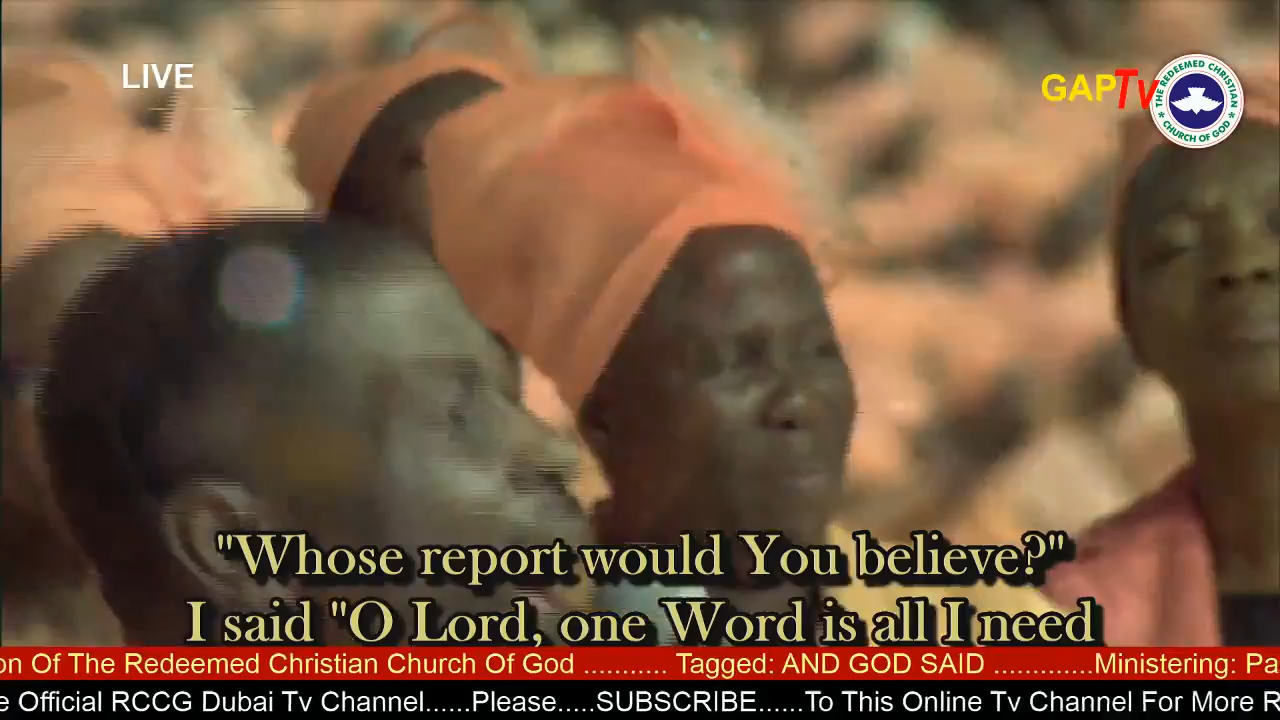 LIVE
GAPTv
THE REDEEMED CHRISTIAN
CHURCH OF GOD
"Whose report would You believe?"
I said "O Lord, one Word is all I need
on Of The Redeemed Christian Church Of God ........... Tagged: AND GOD SAID .............Ministering: Pa
e Official RCCG Dubai Tv Channel......Please.....SUBSCRIBE......To This Online Tv Channel For More R